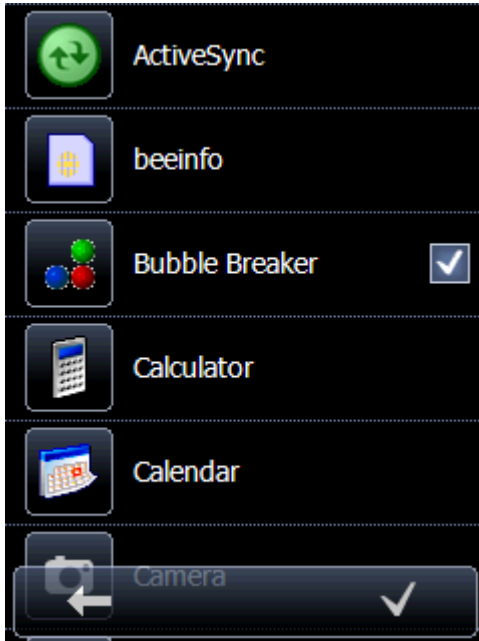 ActiveSync
beeinfo
Bubble Breaker
Calculator
Calendar
Camera